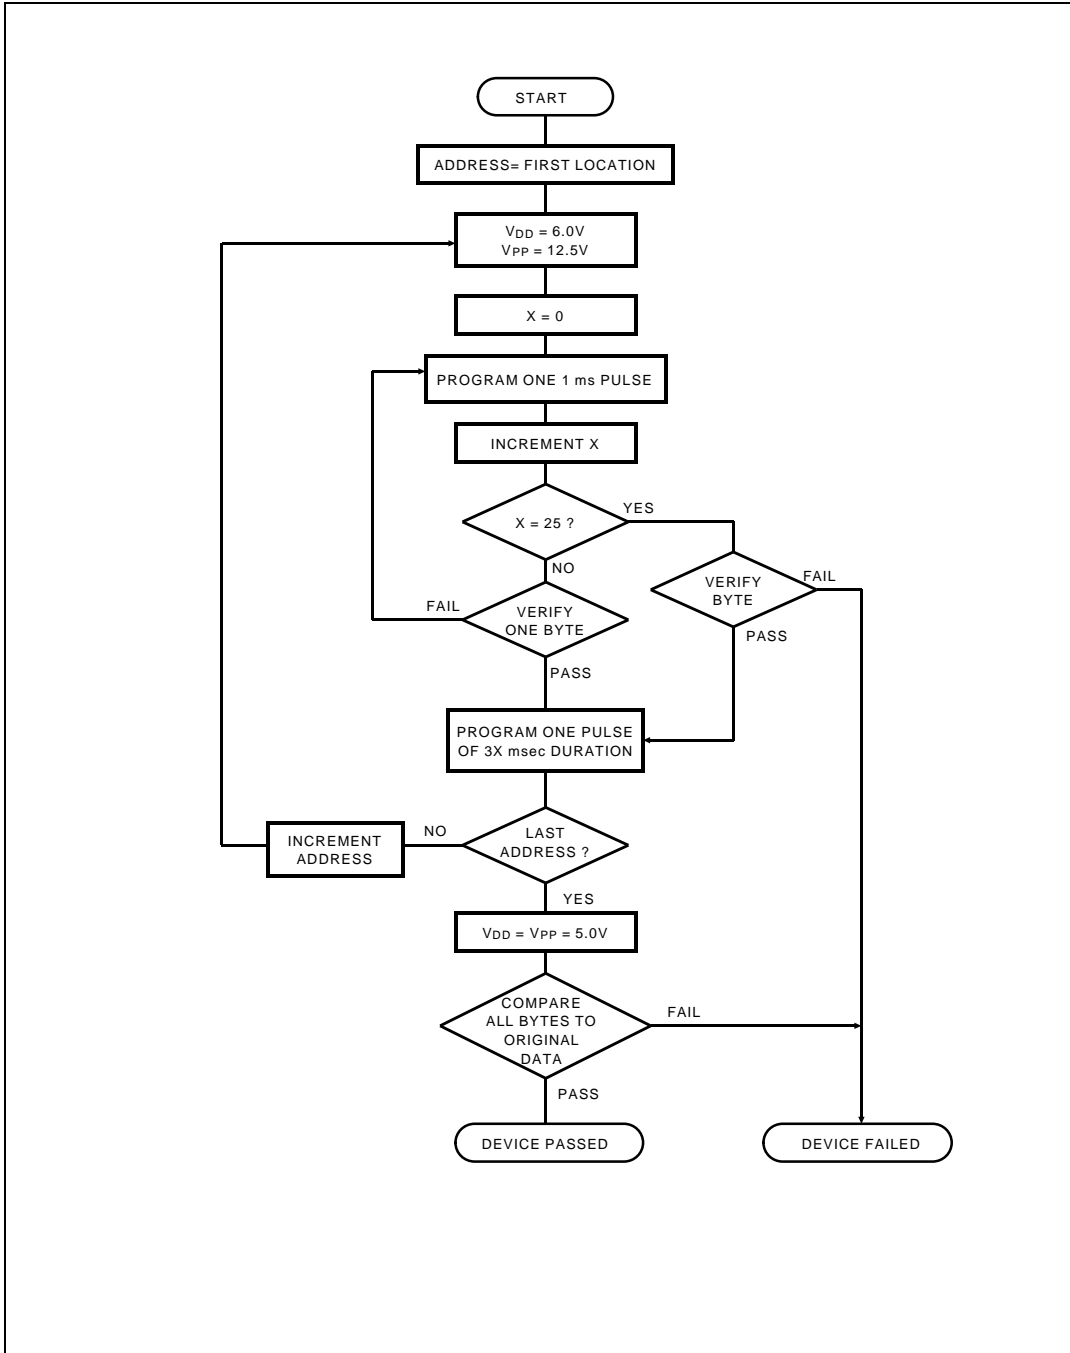 START
ADDRESS= FIRST LOCATION
VDD = 6.0V
VPP = 12.5V
X = 0
PROGRAM ONE 1 ms PULSE
INCREMENT X
X = 25 ?
YES
NO
VERIFY
BYTE
FAIL
PASS
FAIL
VERIFY
ONE BYTE
PASS
PROGRAM ONE PULSE
OF 3X msec DURATION
LAST
ADDRESS ?
NO
INCREMENT
ADDRESS
YES
VDD = VPP = 5.0V
COMPARE
ALL BYTES TO
ORIGINAL
DATA
FAIL
PASS
DEVICE PASSED
DEVICE FAILED